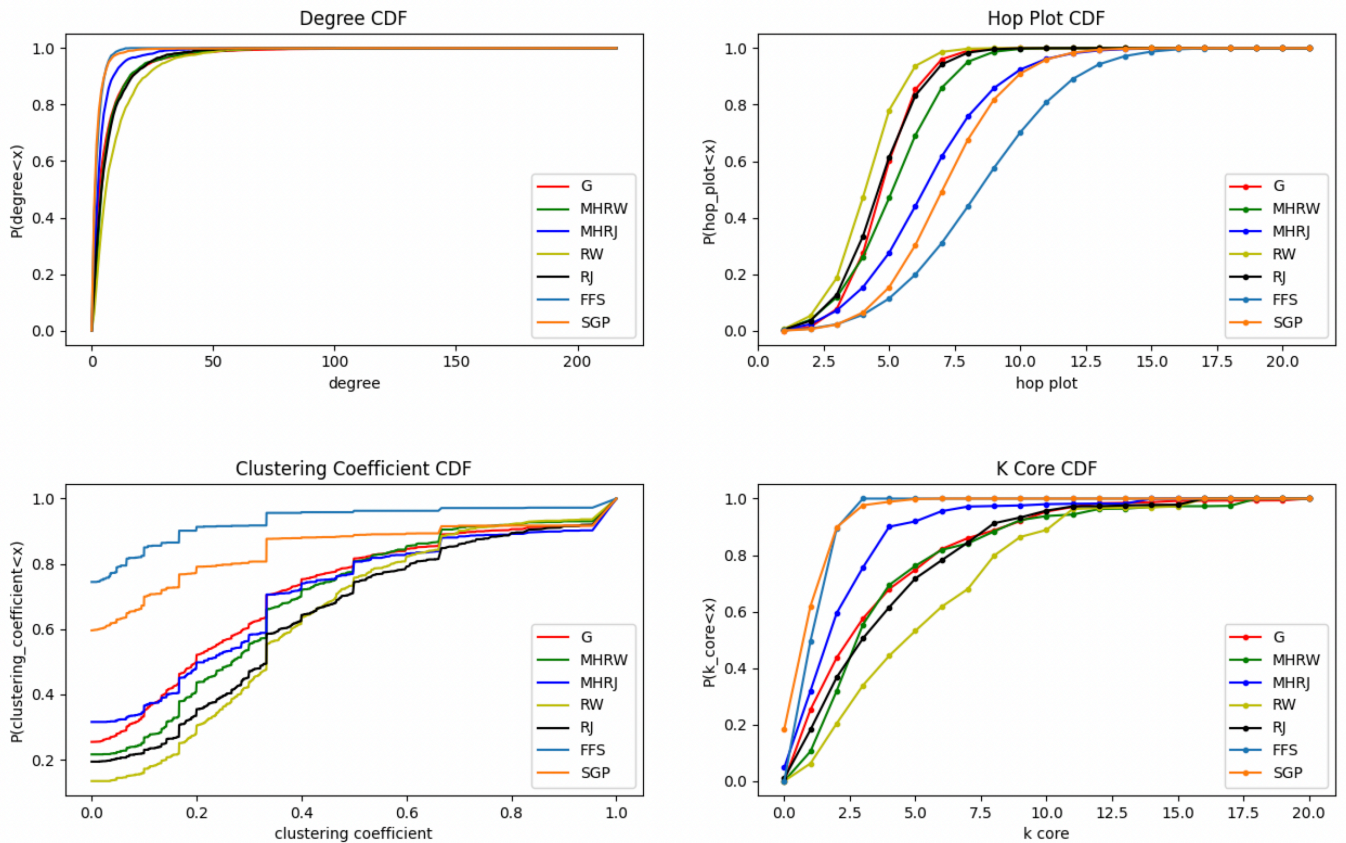 Degree CDF
P(degree<x)
1.0
0.8
0.6
0.4
0.2
0.0
G
MHRW
MHRJ
RW
RJ
FFS
SGP
0
50
100
150
200
degree
Hop Plot CDF
P(hop_plot<x)
1.0
0.8
0.6
0.4
0.2
0.0
G
MHRW
MHRJ
RW
RJ
FFS
SGP
0.0
2.5
5.0
7.5
10.0
12.5
15.0
17.5
20.0
hop plot
Clustering Coefficient CDF
P(clustering_coefficient<x)
1.0
0.8
0.6
0.4
0.2
G
MHRW
MHRJ
RW
RJ
FFS
SGP
0.0
0.2
0.4
0.6
0.8
1.0
clustering coefficient
K Core CDF
P(k_core<x)
1.0
0.8
0.6
0.4
0.2
0.0
G
MHRW
MHRJ
RW
RJ
FFS
SGP
0.0
2.5
5.0
7.5
10.0
12.5
15.0
17.5
20.0
k core